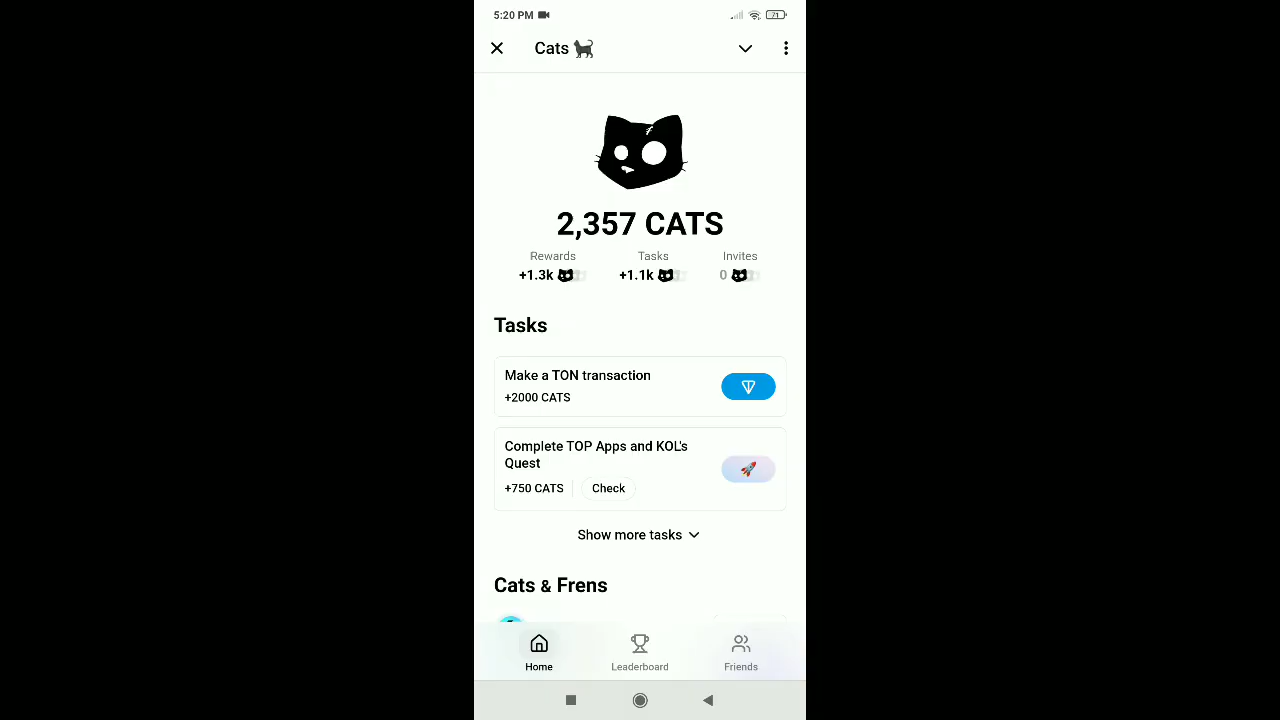 5:20 PM 71
Cats
2,357 CATS
Rewards Tasks Invites
+1.3k +1.1k 0
Tasks
Make a TON transaction
+2000 CATS
Complete TOP Apps and KOL's
Quest
+750 CATS Check
Show more tasks
Cats & Frens
Home Leaderboard Friends